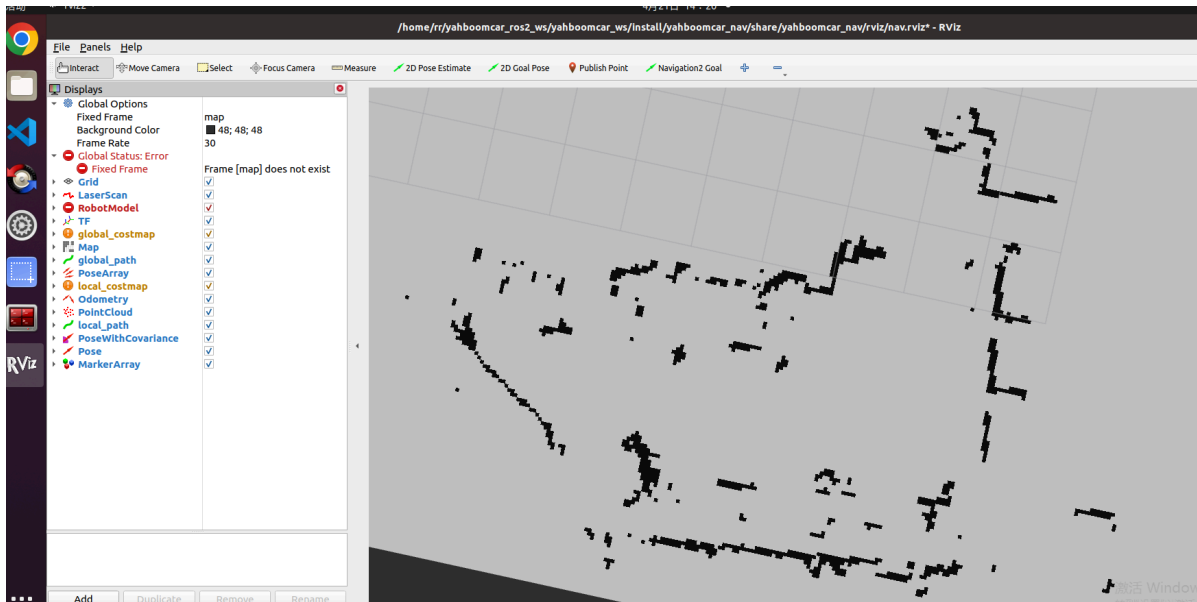 /home/rr/yahboomcar_ros2_ws/yahboomcar_ws/install/yahboomcar_nav/share/yahboomcar_nav/rviz/nav.rviz* - RViz
File Panels Help
Interact Move Camera Select Focus Camera Measure 2D Pose Estimate 2D Goal Pose Publish Point Navigation2 Goal
Displays
Global Options
Fixed Frame map
Background Color 48; 48; 48
Frame Rate 30
Global Status: Error
Fixed Frame Frame [map] does not exist
Grid
LaserScan
RobotModel
TF
global_costmap
Map
global_path
PoseArray
local_costmap
Odometry
PointCloud
local_path
PoseWithCovariance
Pose
MarkerArray
RViz
Add Duplicate Remove Rename
激活 Window